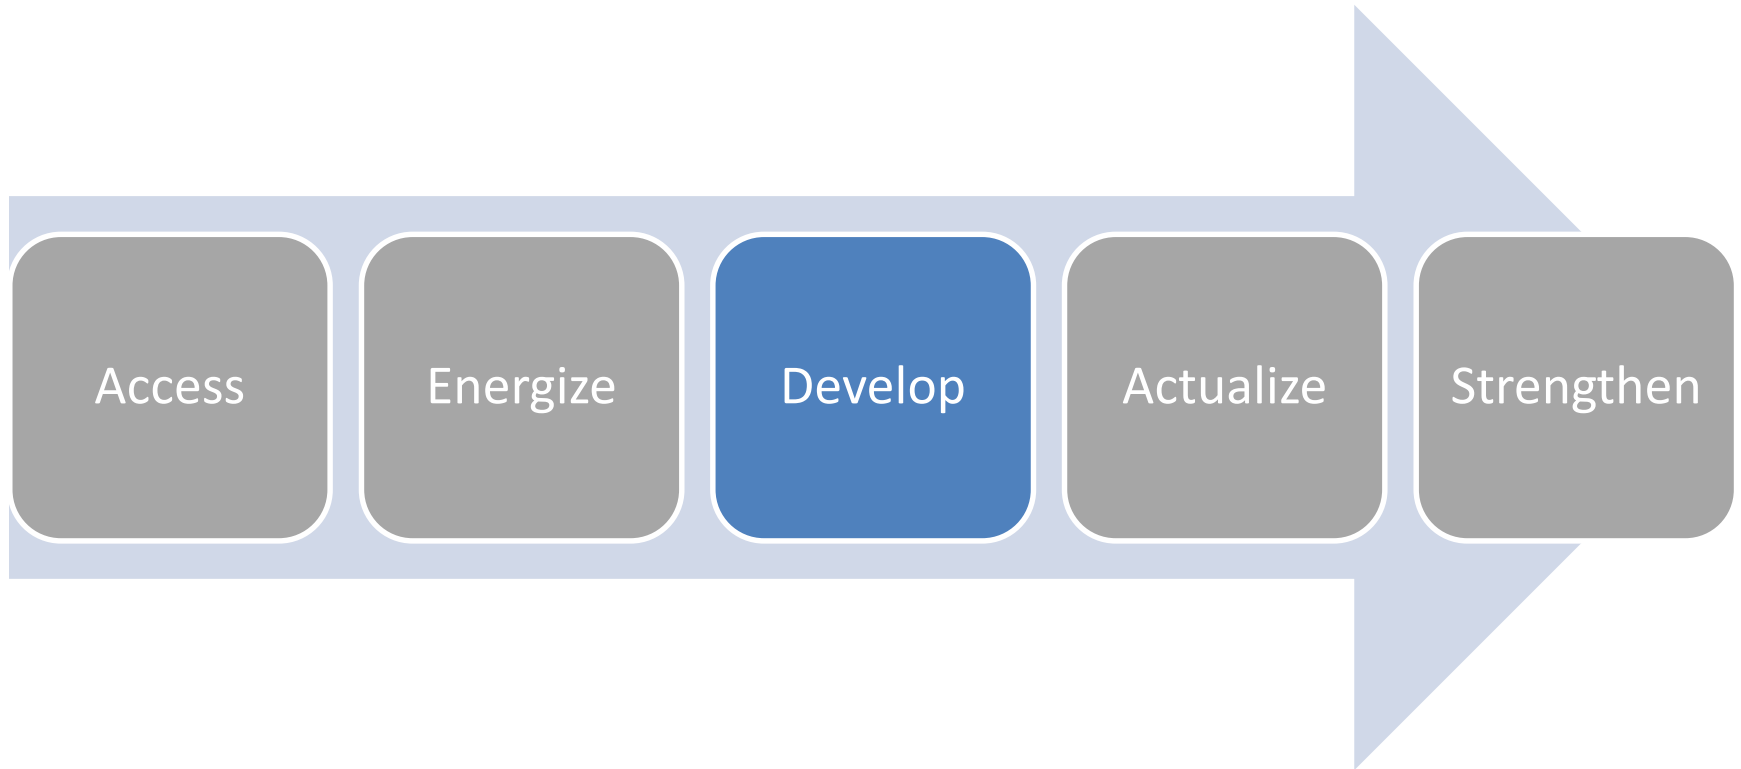 Access
Energize
Develop
Actualize
Strengthen